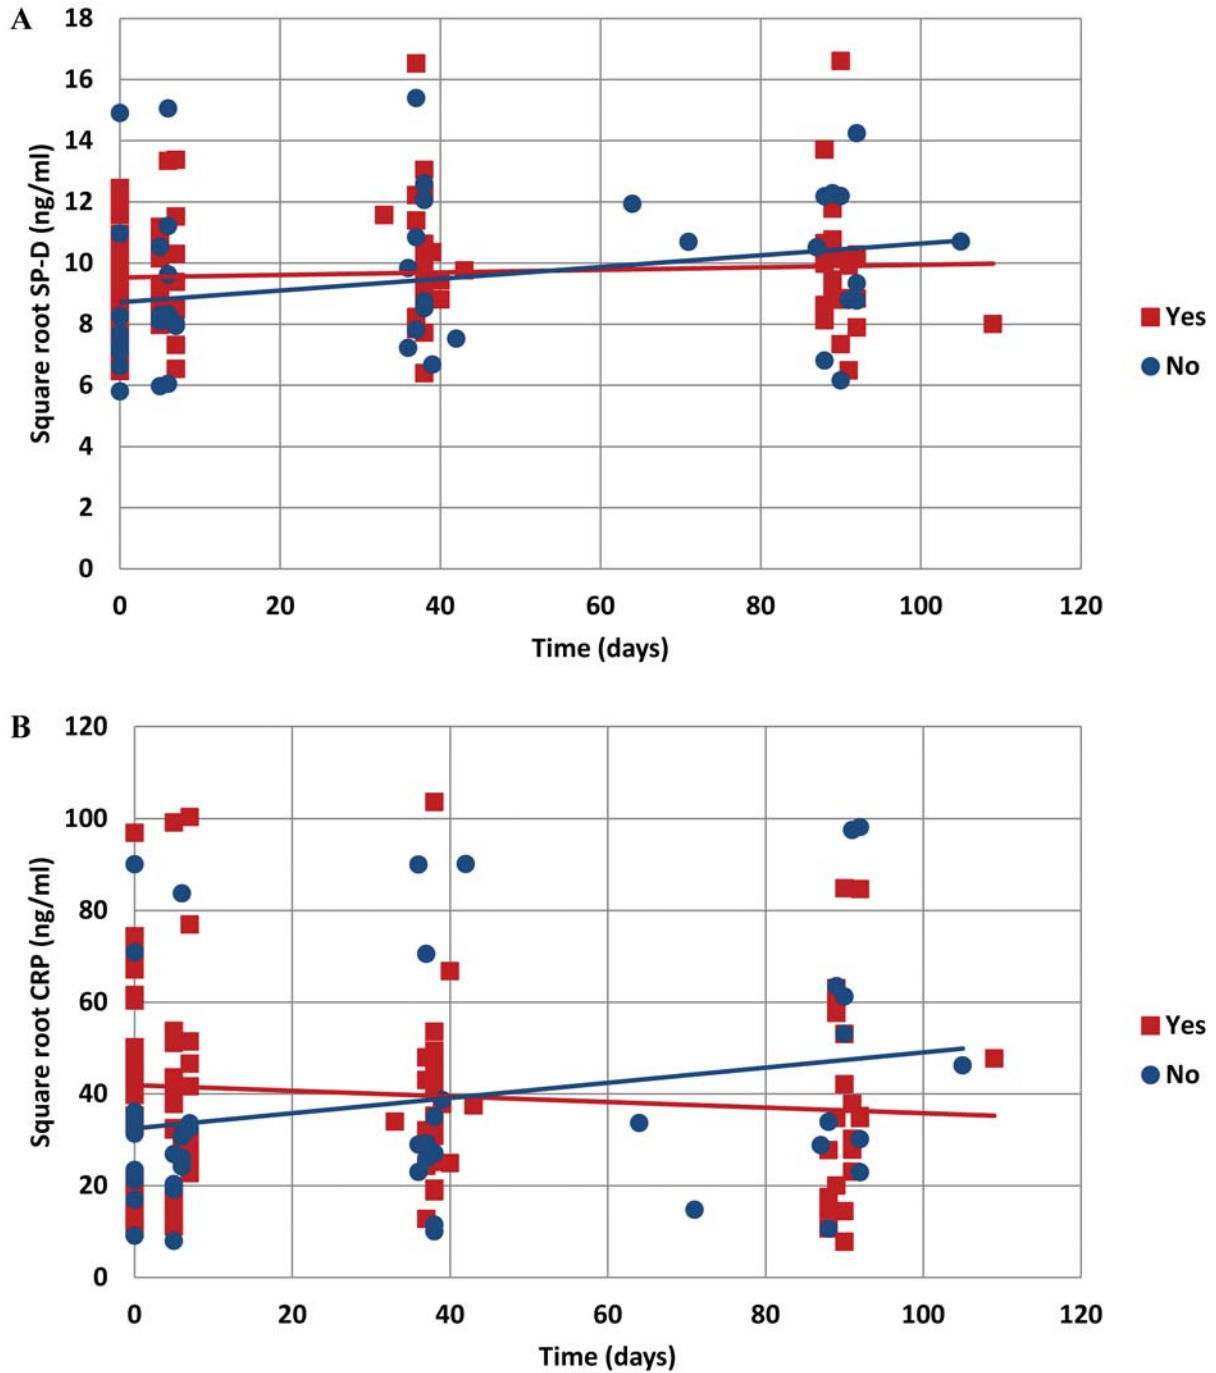 A
Square root SP-D (ng/ml)
18
16
14
12
10
8
6
4
2
0
0 20 40 60 80 100 120
Time (days)
Yes
No
B
Square root CRP (ng/ml)
120
100
80
60
40
20
0
0 20 40 60 80 100 120
Time (days)
Yes
No